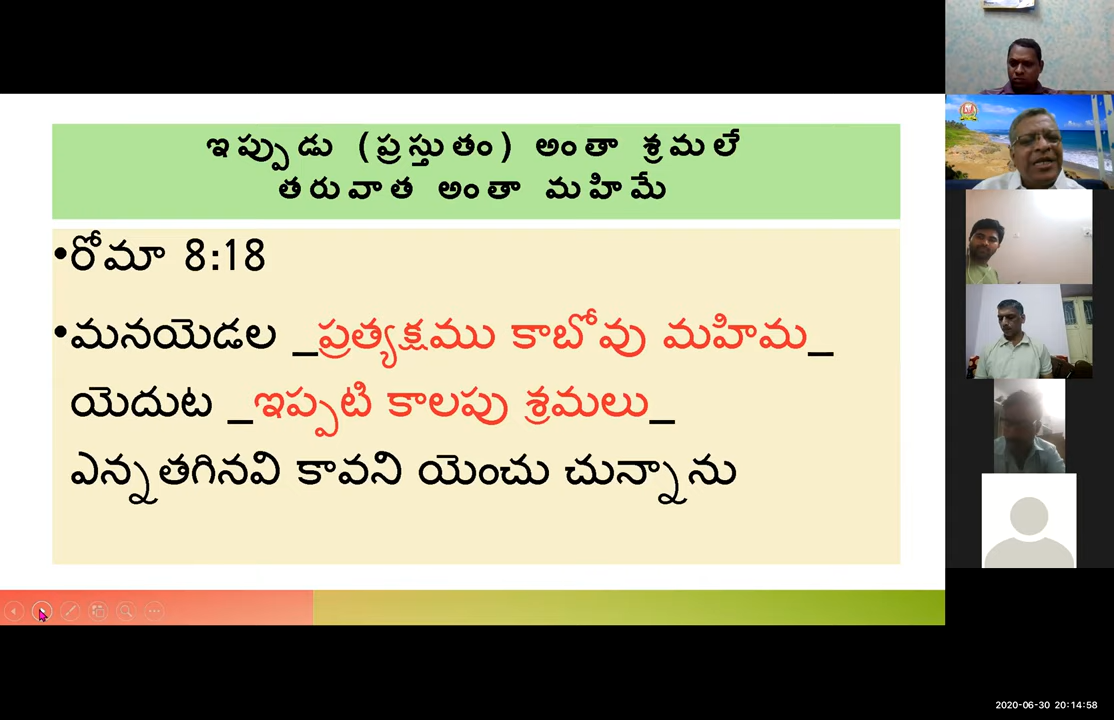 ఇప్పుడు (ప్రస్తుతం) అంతా శ్రమలే
తరువాత అంతా మహిమే
•రోమా 8:18
•మనయెడల _ప్రత్యక్షము కాబోవు మహిమ_
యెదుట _ఇప్పటి కాలపు శ్రమలు_
ఎన్నతగినవి కావని యెంచు చున్నాను
2020-06-30 20:14:58